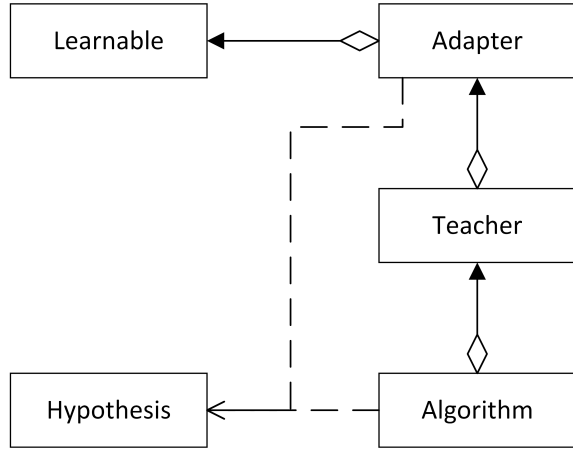 Learnable
Adapter
Teacher
Hypothesis
Algorithm